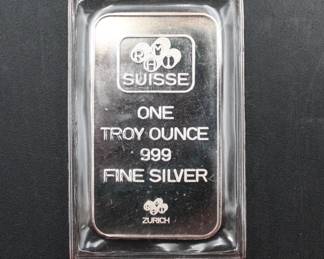 SUISSE
ONE
TROY OUNCE
999
FINE SILVER
ZURICH